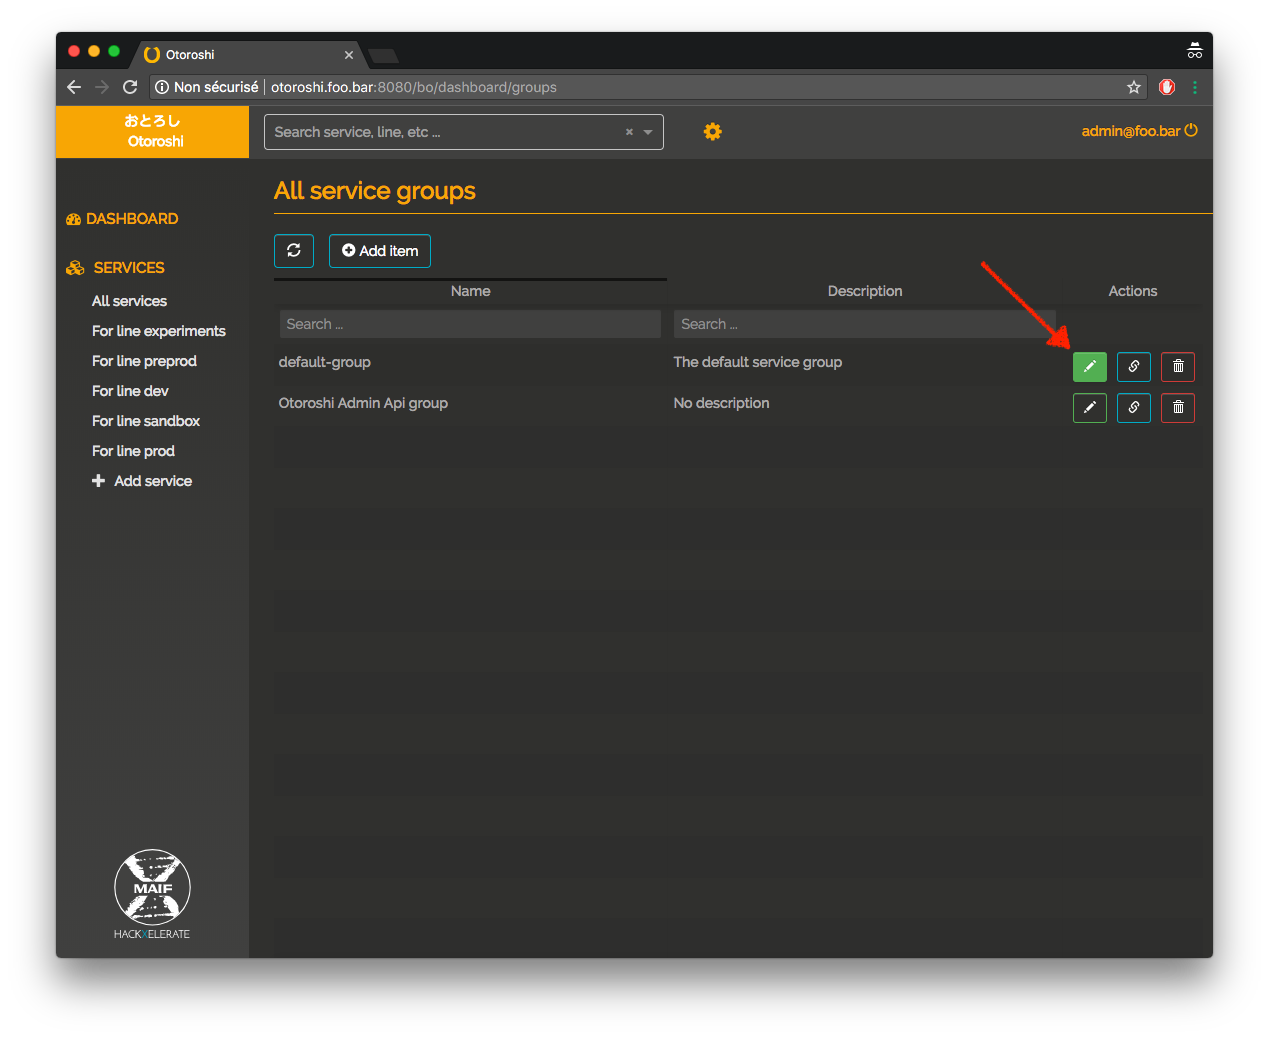 Otoroshi
Non sécurisé | otoroshi.foo.bar:8080/bo/dashboard/groups
おとろし
Otoroshi
Search service, line, etc ...
admin@foo.bar
All service groups
DASHBOARD
SERVICES
All services
For line experiments
For line preprod
For line dev
For line sandbox
For line prod
Add service
Add item
Name Description Actions
Search ... Search ...
default-group The default service group
Otoroshi Admin Api group No description
MAIF
HACKXELERATE